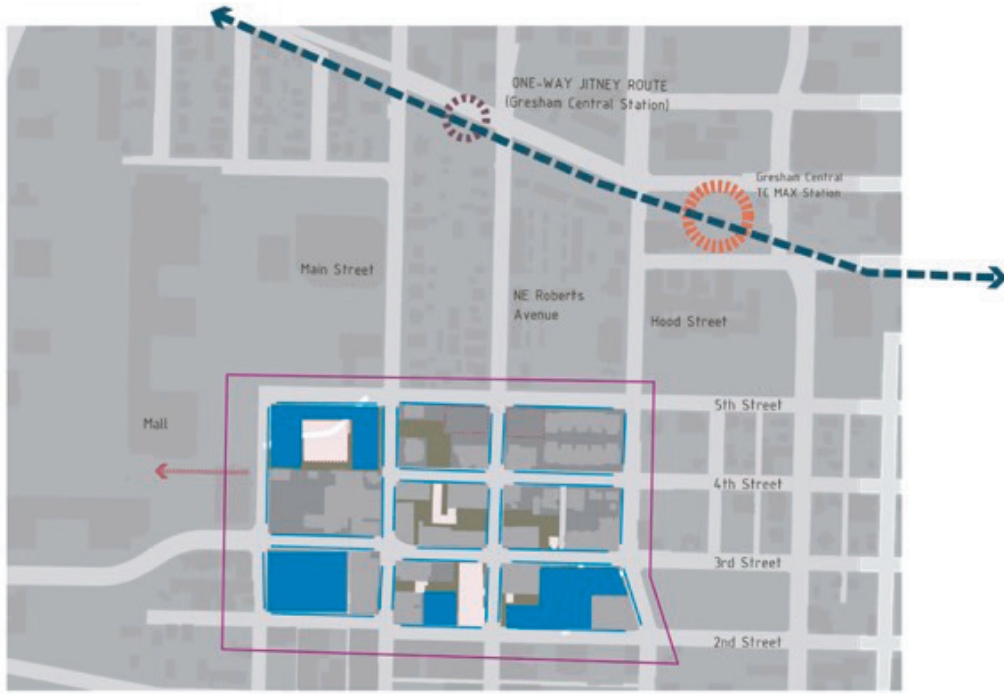 ONE-WAY JITNEY ROUTE
(Gresham Central Station)
Gresham Central
TC MAX Station
Main Street
NE Roberts
Avenue
Hood Street
5th Street
Mall
4th Street
3rd Street
2nd Street